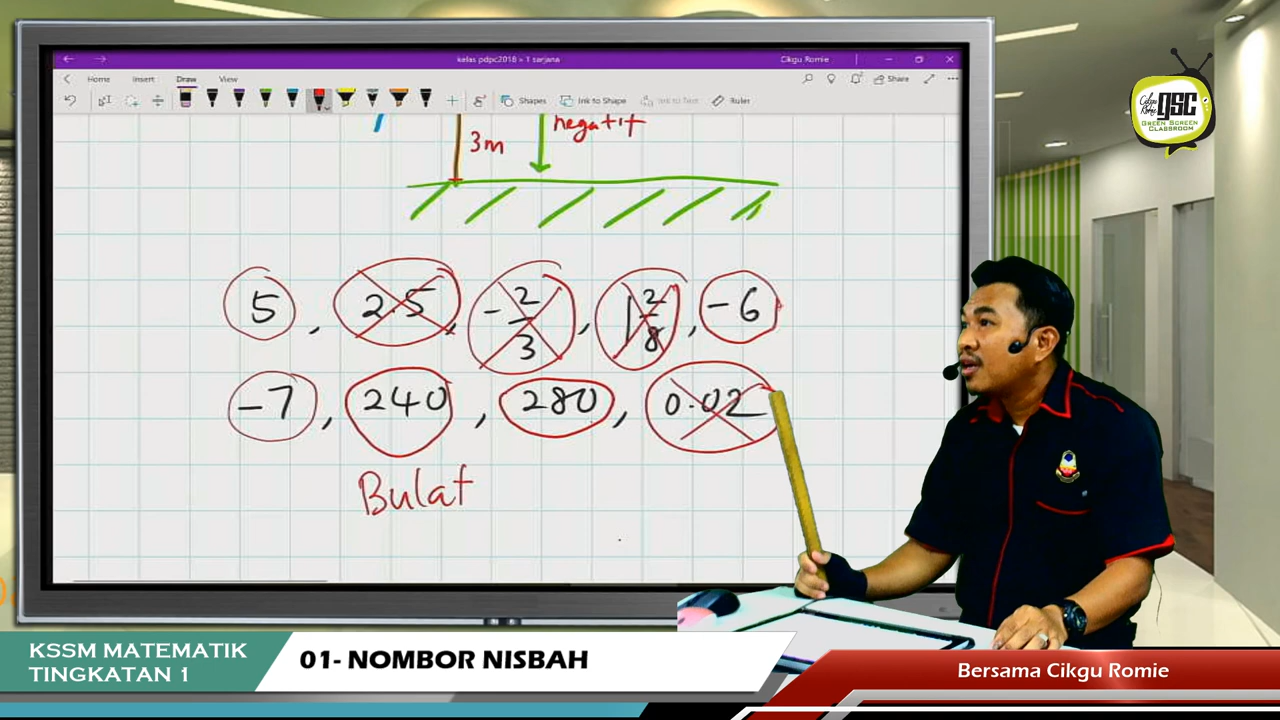 kelas pdpc2018 » 1 sarjana
Cikgu Romie
Home Insert Draw View
Share
Shapes Ink to Shape Ink to Text Ruler
3m
negatif
5 , 2.5 , -2/3 , 1 2/8 , -6
-7 , 240 , 280 , 0.02
Bulat
Cikgu Romie GSC
GREEN SCREEN
CLASSROOM
KSSM MATEMATIK
TINGKATAN 1
01- NOMBOR NISBAH
Bersama Cikgu Romie